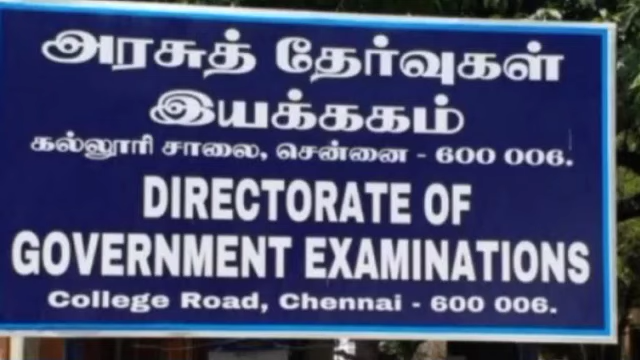 அரசுத் தேர்வுகள்
இயக்ககம்
கல்லூரி சாலை, சென்னை - 600 006.
DIRECTORATE OF
GOVERNMENT EXAMINATIONS
College Road, Chennai - 600 006.